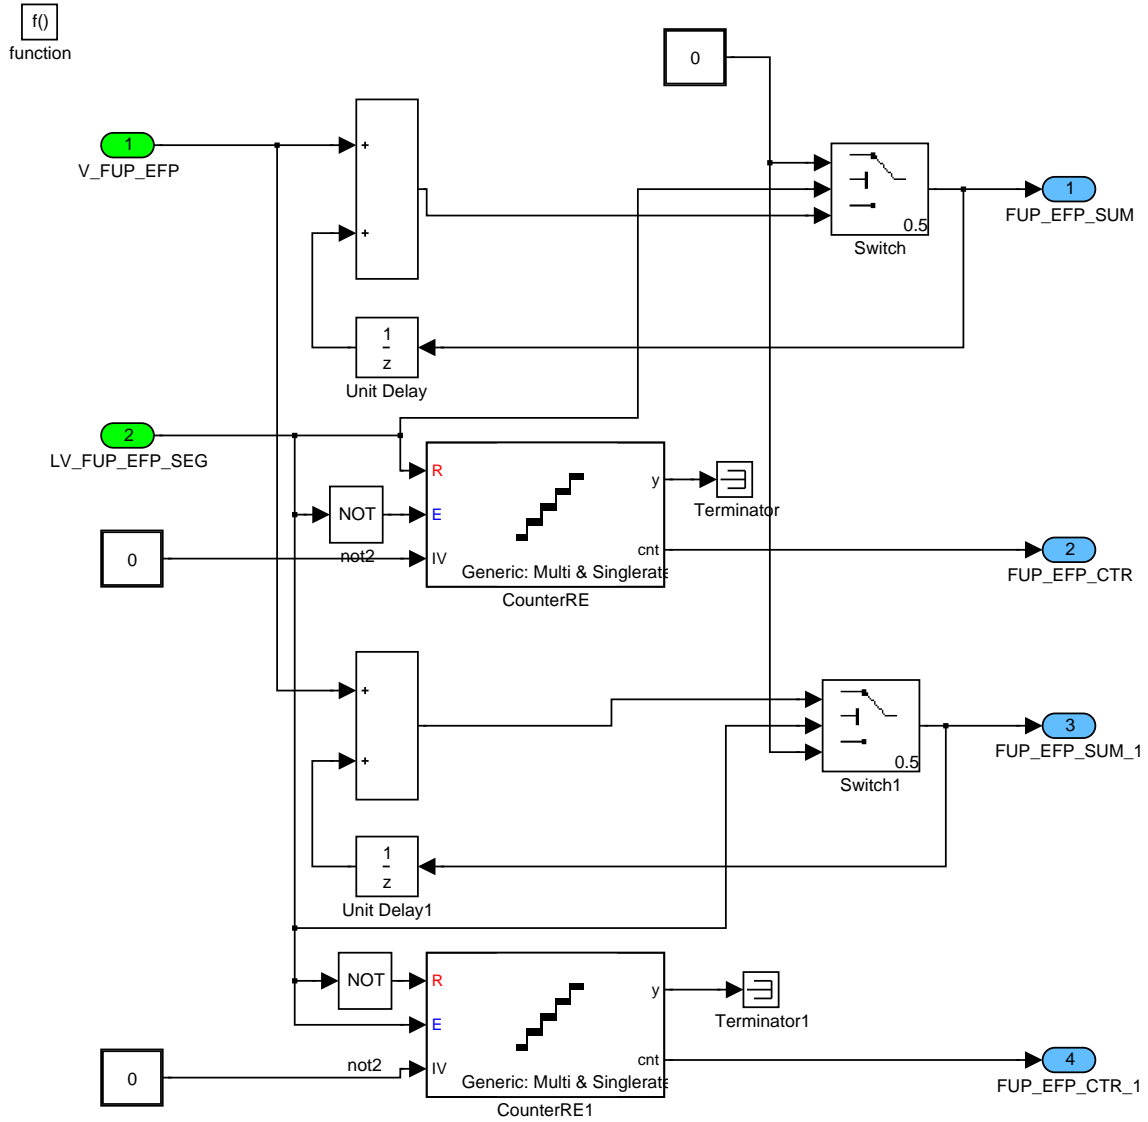 f()
function
0
1
V_FUP_EFP
+
+
0.5
Switch
1
FUP_EFP_SUM
1
z
Unit Delay
2
LV_FUP_EFP_SEG
R
E
IV
y
cnt
Generic: Multi & Singlerate
CounterRE
NOT
not2
0
Terminator
2
FUP_EFP_CTR
+
+
0.5
Switch1
3
FUP_EFP_SUM_1
1
z
Unit Delay1
NOT
R
E
IV
y
cnt
Generic: Multi & Singlerate
CounterRE1
not2
0
Terminator1
4
FUP_EFP_CTR_1